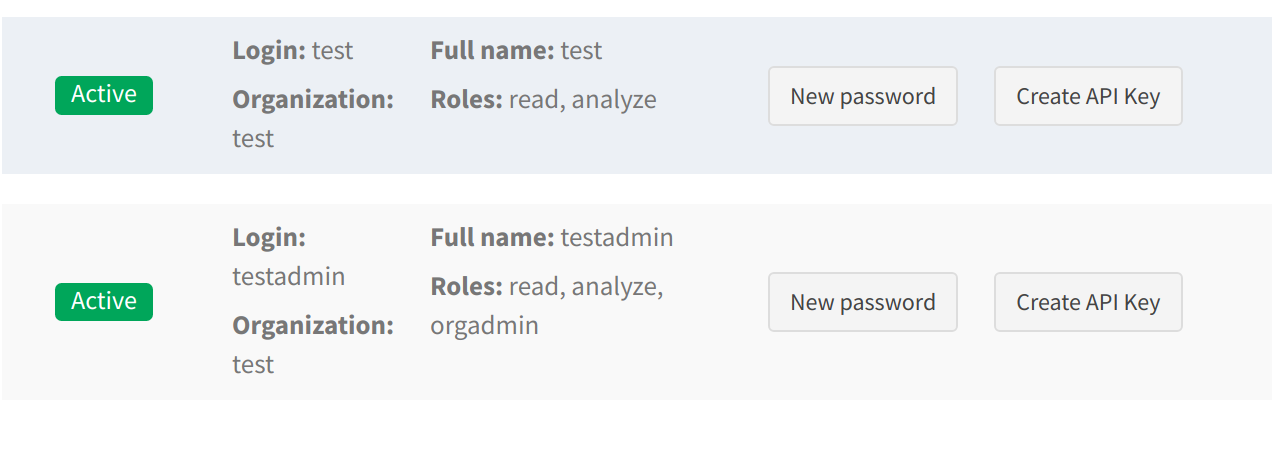 Active
Login: test
Organization:
test
Full name: test
Roles: read, analyze
New password
Create API Key
Active
Login:
testadmin
Organization:
test
Full name: testadmin
Roles: read, analyze,
orgadmin
New password
Create API Key